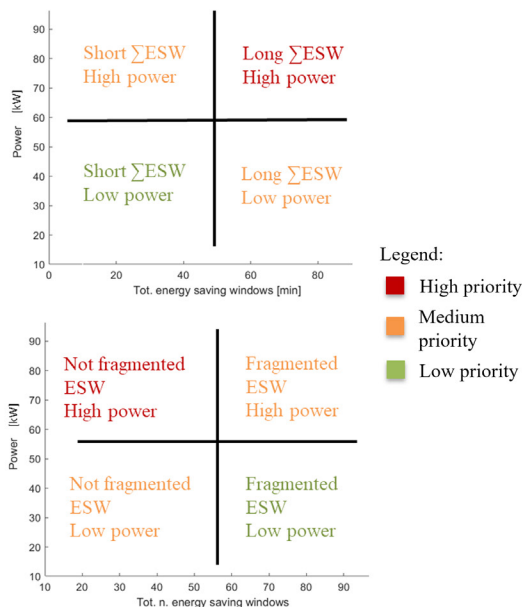 90
80
70
60
50
40
30
20
10
Power [kW]
Short ∑ESW
High power
Long ∑ESW
High power
Short ∑ESW
Low power
Long ∑ESW
Low power
0 20 40 60 80
Tot. energy saving windows [min]
Legend:
High priority
Medium
priority
Low priority
90
80
70
60
50
40
30
20
10
Power [kW]
Not fragmented
ESW
High power
Fragmented
ESW
High power
Not fragmented
ESW
Low power
Fragmented
ESW
Low power
10 20 30 40 50 60 70 80 90
Tot. n. energy saving windows